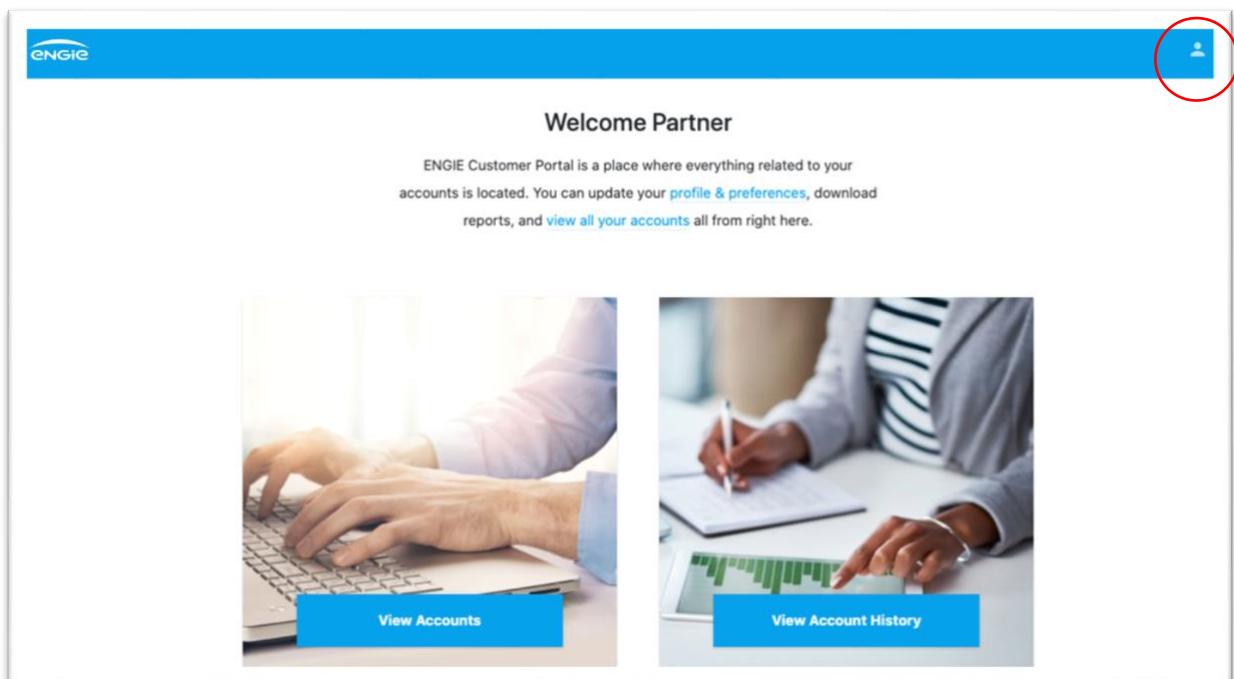 ENGIE
Welcome Partner
ENGIE Customer Portal is a place where everything related to your
accounts is located. You can update your profile & preferences, download
reports, and view all your accounts all from right here.
View Accounts
View Account History